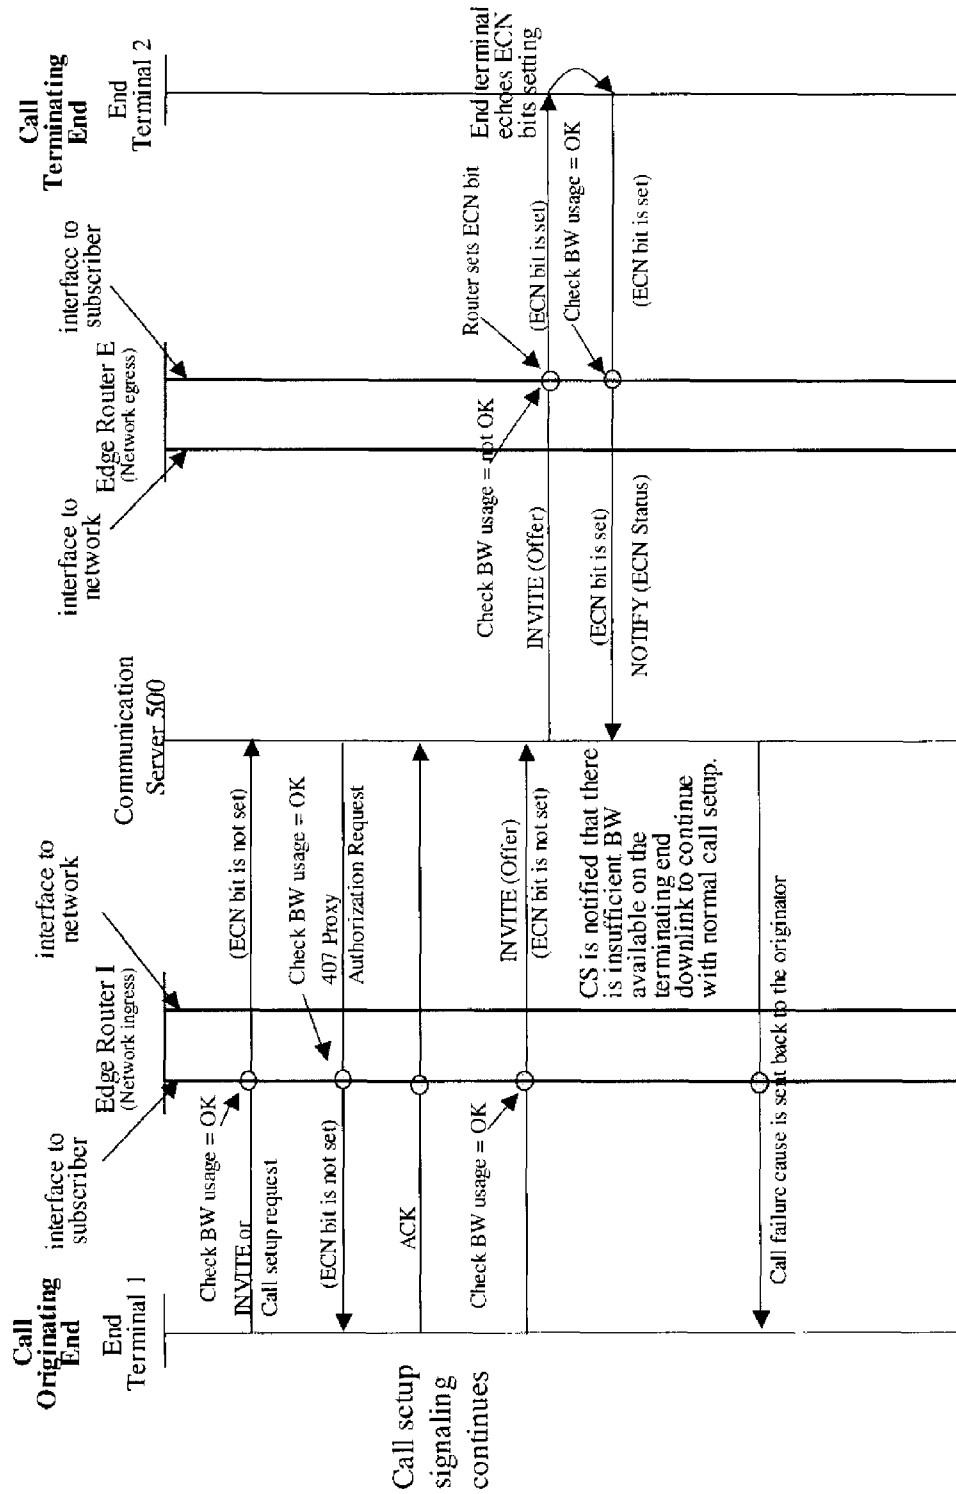 Call
Originating
End
End
Terminal 1
interface to
subscriber
Edge Router I
(Network ingress)
interface to
network
Communication
Server 500
interface to
network
Edge Router E
(Network egress)
interface to
subscriber
Call
Terminating
End
End
Terminal 2
Check BW usage = OK
INVITE or
Call setup request
(ECN bit is not set)
Check BW usage = OK
407 Proxy
Authorization Request
(ECN bit is not set)
Call setup
signaling
continues
ACK
Check BW usage = OK
INVITE (Offer)
(ECN bit is not set)
Check BW usage = not OK
INVITE (Offer)
Router sets ECN bit
(ECN bit is set)
End terminal
echoes ECN
bits setting
Check BW usage = OK
(ECN bit is set)
(ECN bit is set)
NOTIFY (ECN Status)
CS is notified that there
is insufficient BW
available on the
terminating end
downlink to continue
with normal call setup.
Call failure cause is sent back to the originator